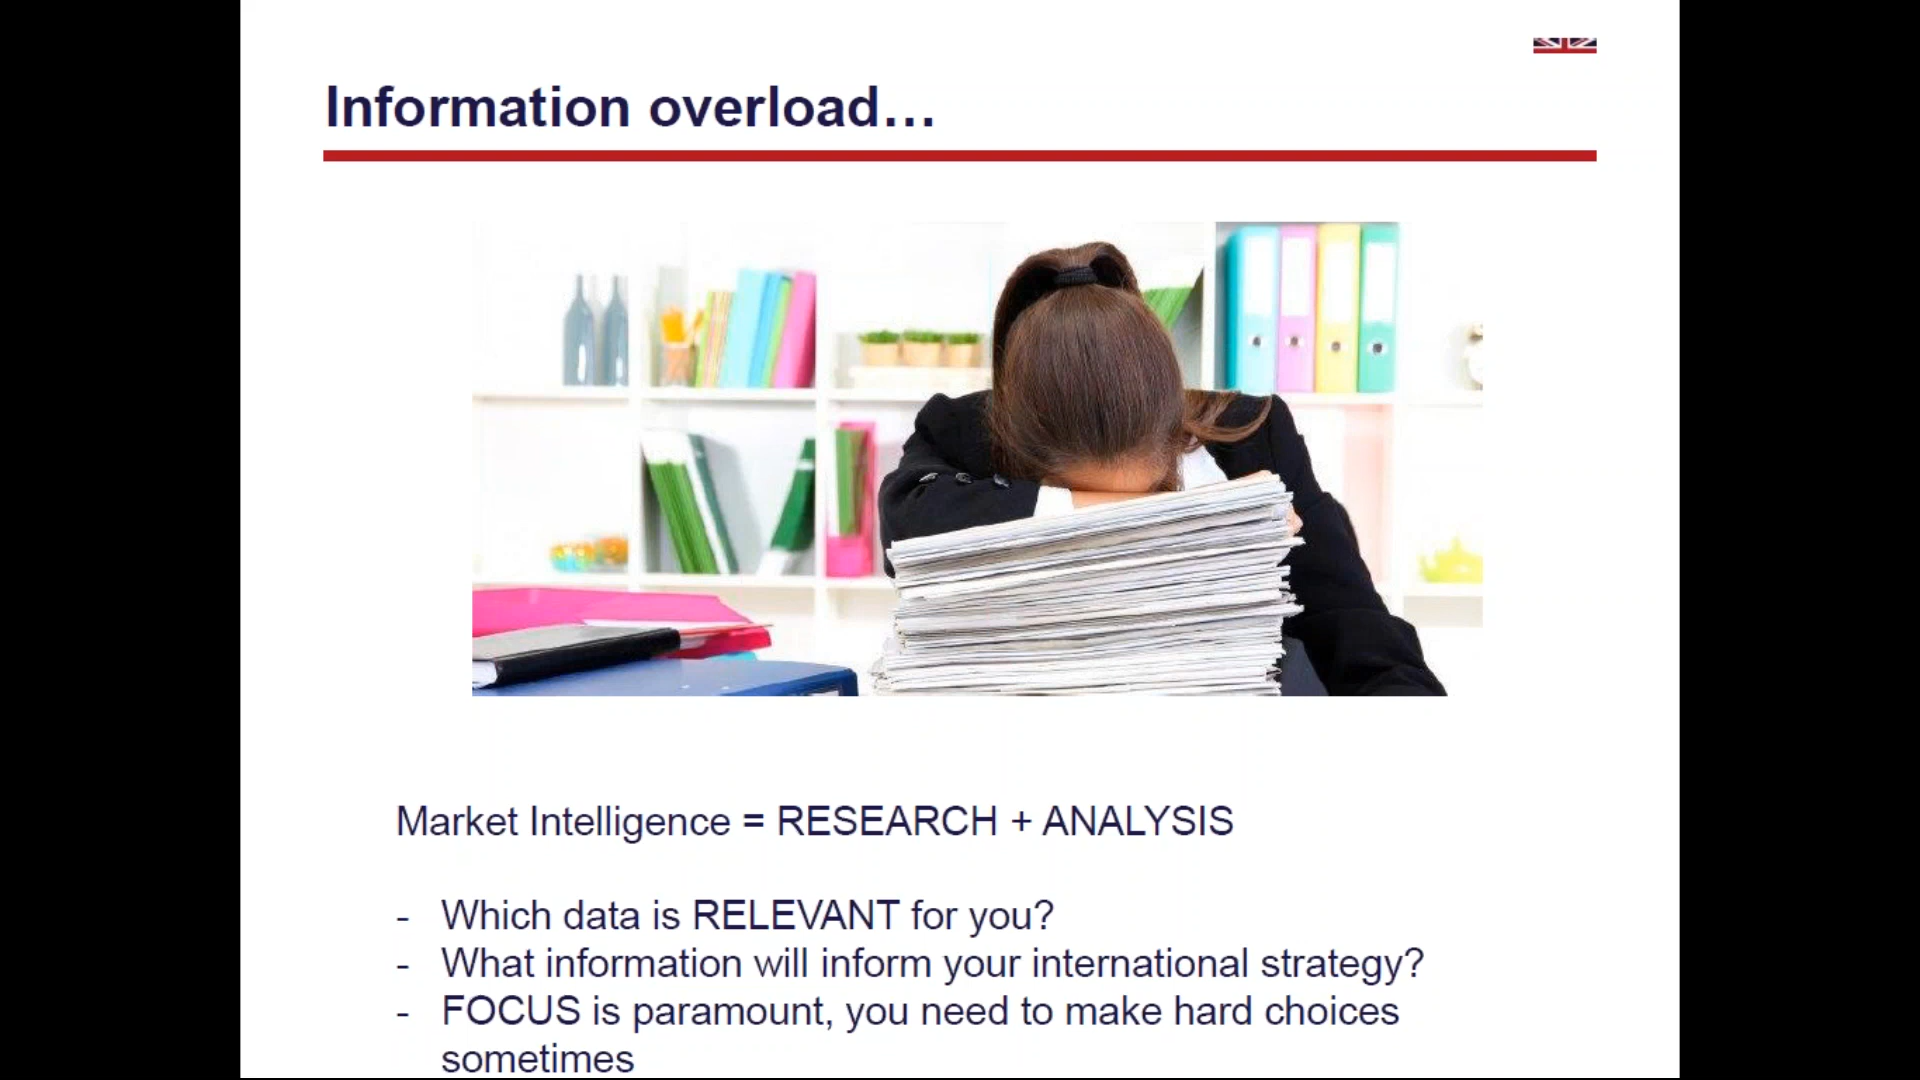 Information overload...
Market Intelligence = RESEARCH + ANALYSIS
- Which data is RELEVANT for you?
- What information will inform your international strategy?
- FOCUS is paramount, you need to make hard choices
sometimes